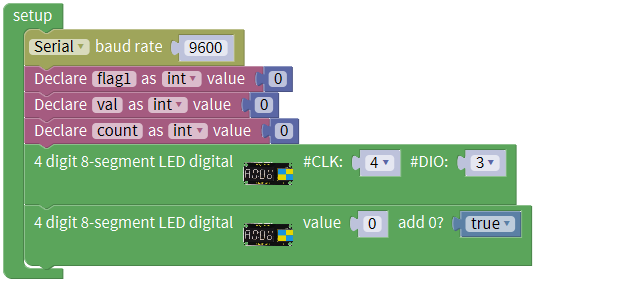 setup
Serial baud rate 9600
Declare flag1 as int value 0
Declare val as int value 0
Declare count as int value 0
4 digit 8-segment LED digital #CLK: 4 #DIO: 3
4 digit 8-segment LED digital value 0 add 0? true